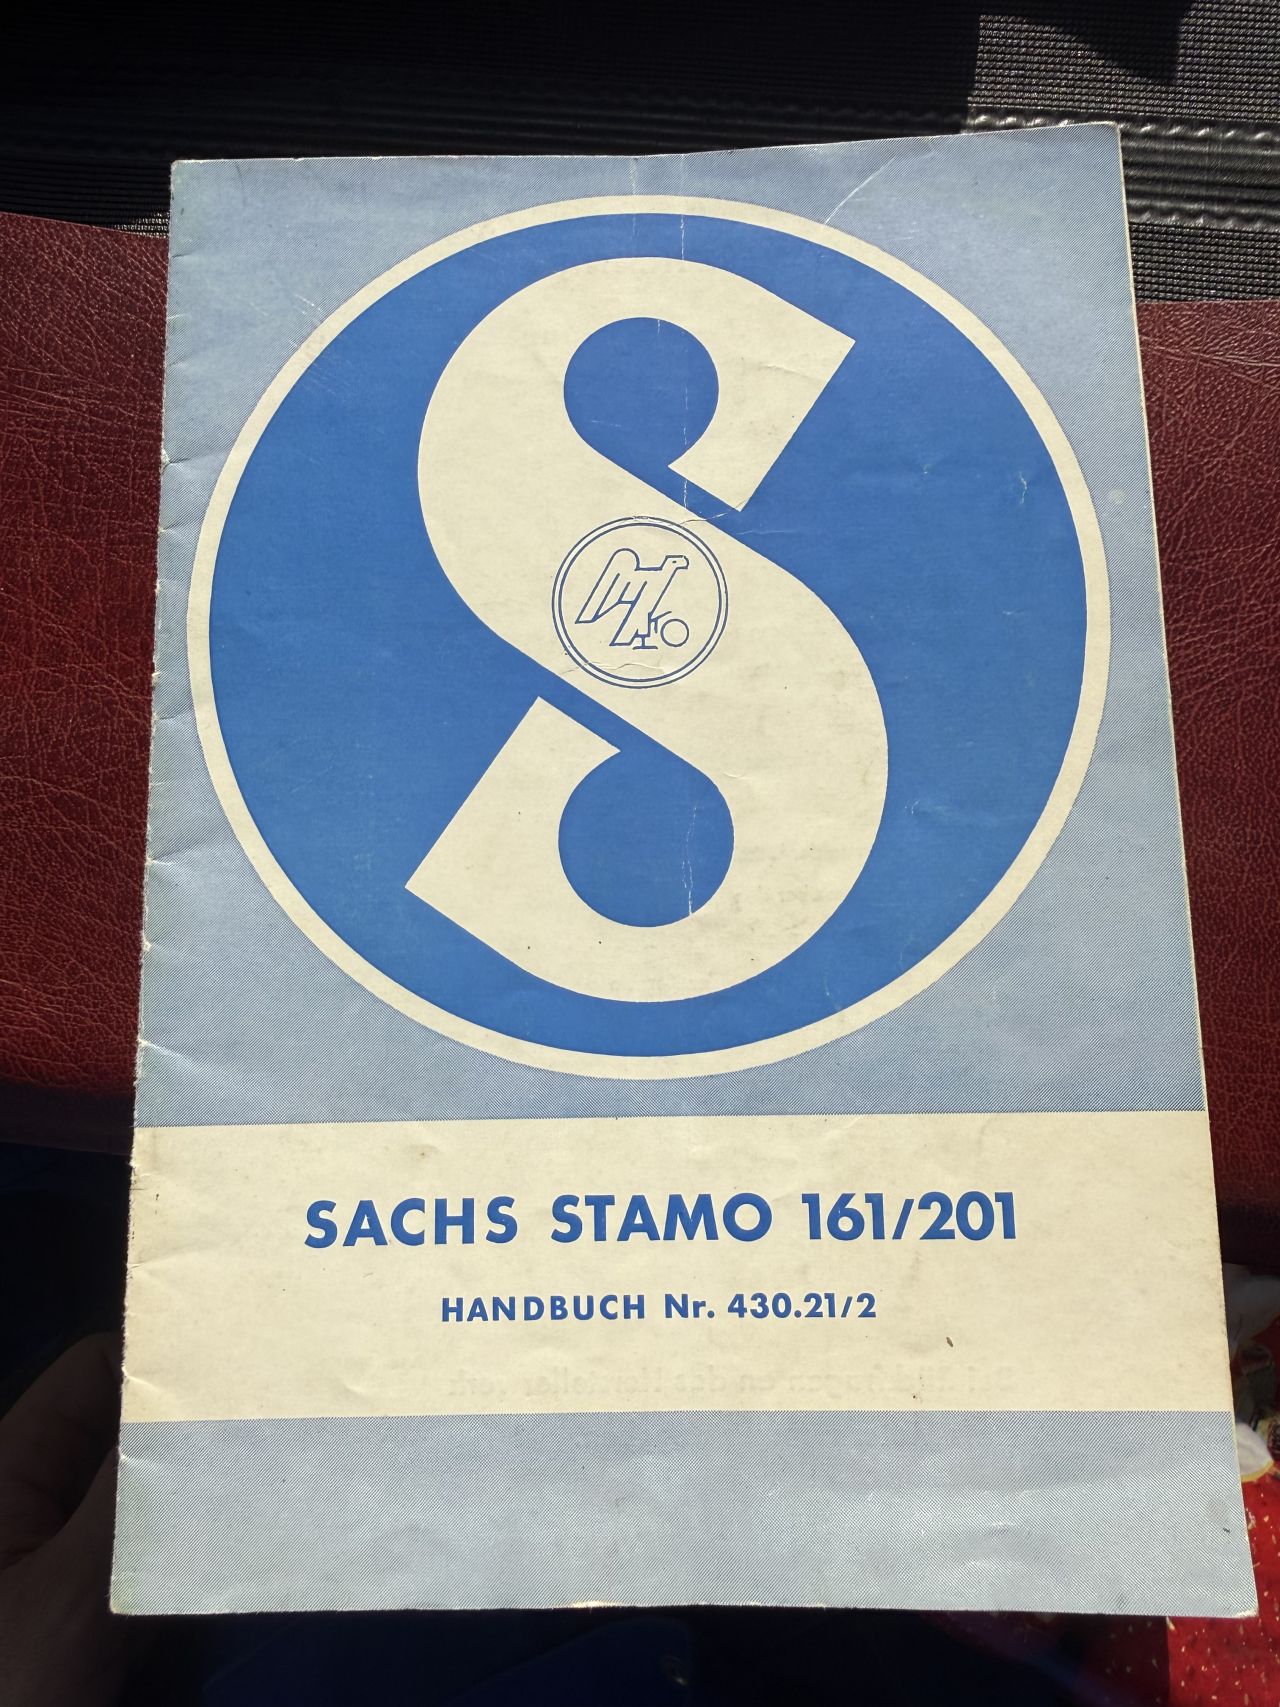 SACHS STAMO 161/201
HANDBUCH Nr. 430.21/2